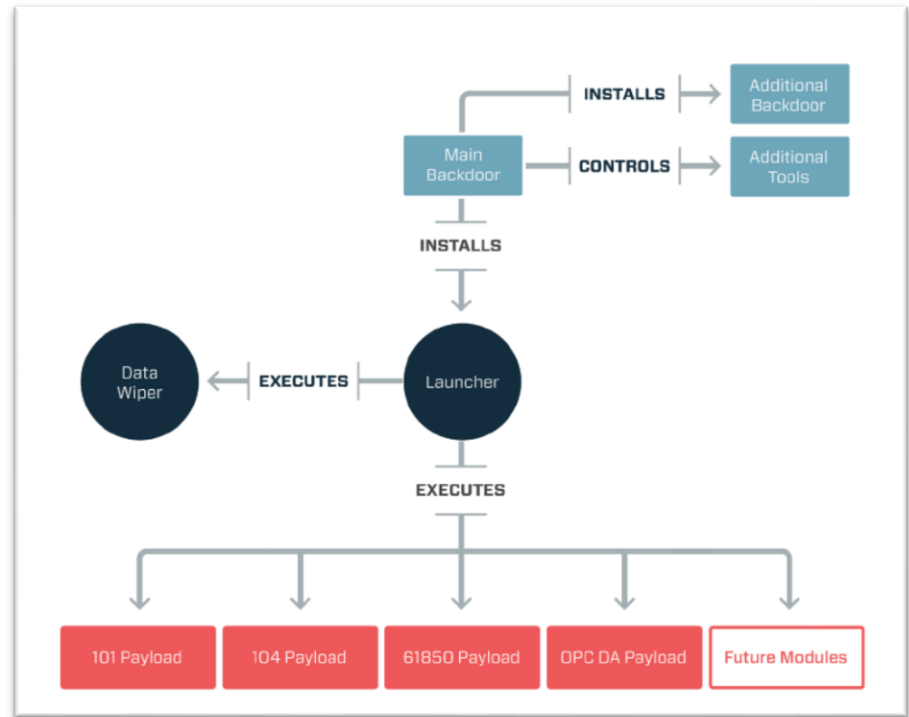 INSTALLS
Additional
Backdoor
Main
Backdoor
CONTROLS
Additional
Tools
INSTALLS
Data
Wiper
EXECUTES
Launcher
EXECUTES
101 Payload
104 Payload
61850 Payload
OPC DA Payload
Future Modules